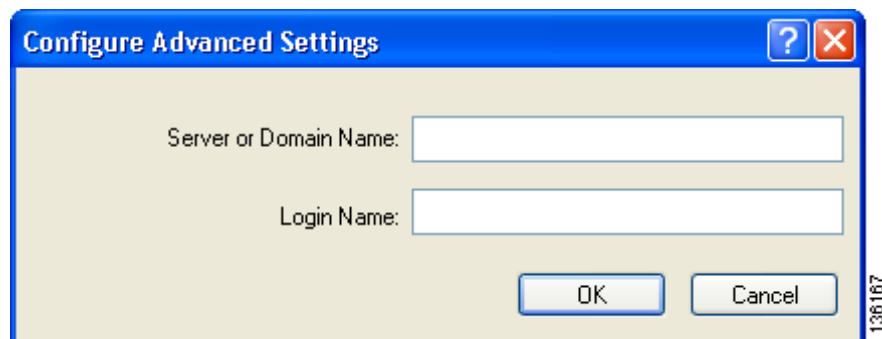 Configure Advanced Settings
?
Server or Domain Name:
Login Name:
OK
Cancel
136167